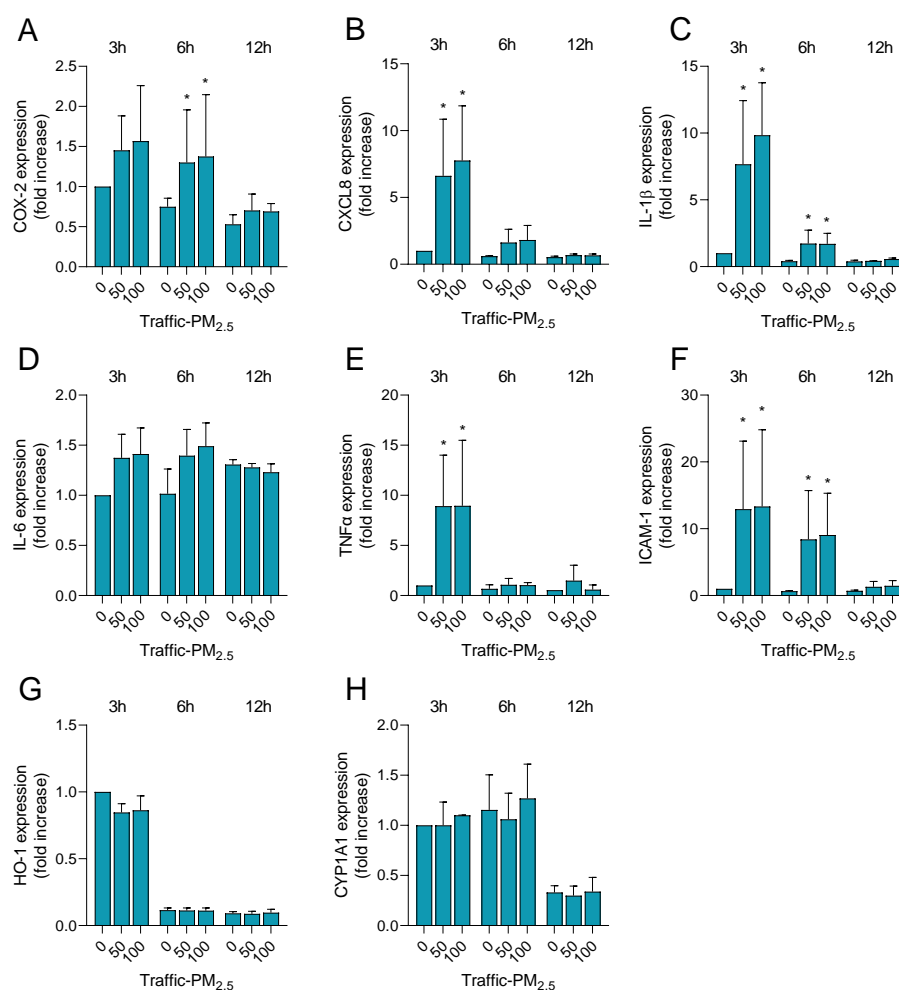 A
3h 6h 12h
COX-2 expression
(fold increase)
2.5
2.0
1.5
1.0
0.5
0.0
* *
0 50 100 0 50 100 0 50 100
Traffic-PM2.5
B
3h 6h 12h
CXCL8 expression
(fold increase)
15
10
5
0
* *
0 50 100 0 50 100 0 50 100
Traffic-PM2.5
C
3h 6h 12h
IL-1β expression
(fold increase)
15
10
5
0
* * * *
0 50 100 0 50 100 0 50 100
Traffic-PM2.5
D
3h 6h 12h
IL-6 expression
(fold increase)
2.0
1.5
1.0
0.5
0.0
0 50 100 0 50 100 0 50 100
Traffic-PM2.5
E
3h 6h 12h
TNFα expression
(fold increase)
20
15
10
5
0
* *
0 50 100 0 50 100 0 50 100
Traffic-PM2.5
F
3h 6h 12h
ICAM-1 expression
(fold increase)
30
20
10
0
* * * *
0 50 100 0 50 100 0 50 100
Traffic-PM2.5
G
3h 6h 12h
HO-1 expression
(fold increase)
1.5
1.0
0.5
0.0
0 50 100 0 50 100 0 50 100
Traffic-PM2.5
H
3h 6h 12h
CYP1A1 expression
(fold increase)
2.0
1.5
1.0
0.5
0.0
0 50 100 0 50 100 0 50 100
Traffic-PM2.5